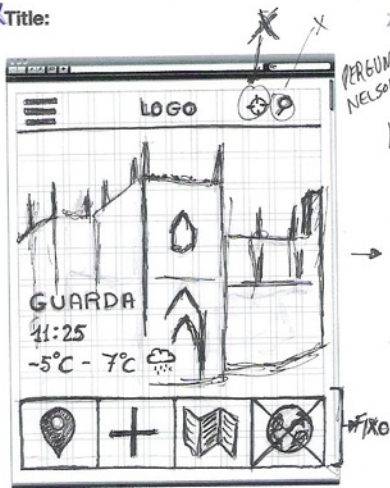 Title:
LOGO
X
X
PERGUN
NELSO
GUARDA
11:25
-5°C - 7°C
FIXO